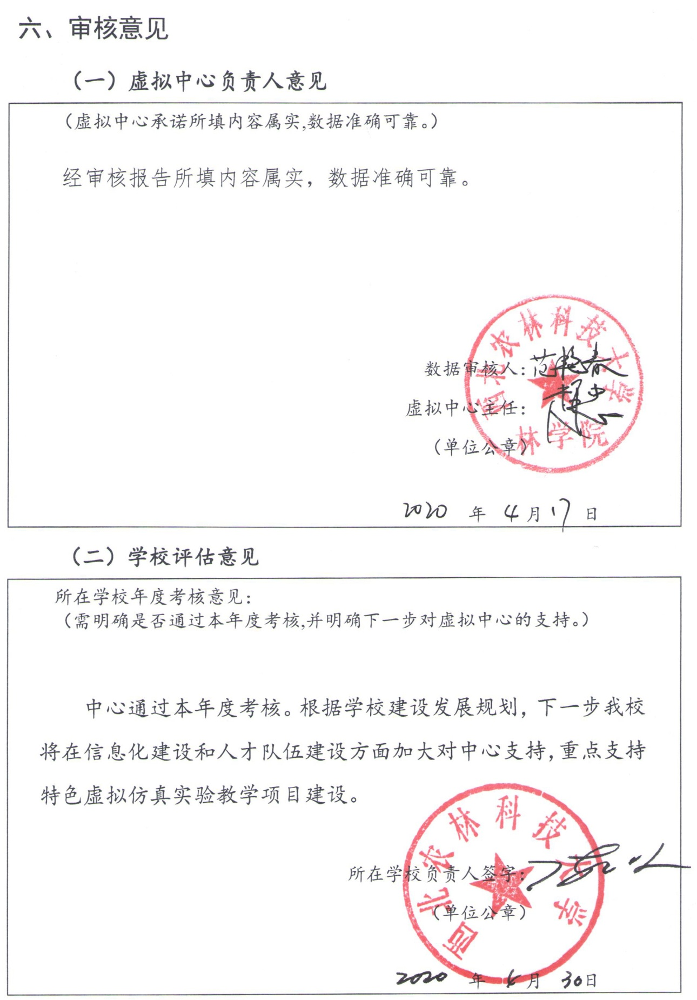 六、审核意见
（一）虚拟中心负责人意见
（虚拟中心承诺所填内容属实,数据准确可靠。）
经审核报告所填内容属实，数据准确可靠。
西北农林科技大学
林学院
数据审核人：范艳春
虚拟中心主任：
（单位公章）
2020 年 4月17 日
（二）学校评估意见
所在学校年度考核意见：
（需明确是否通过本年度考核,并明确下一步对虚拟中心的支持。）
中心通过本年度考核。根据学校建设发展规划，下一步我校
将在信息化建设和人才队伍建设方面加大对中心支持，重点支持
特色虚拟仿真实验教学项目建设。
西北农林科技大学
所在学校负责人签字：
（单位公章）
2020 年 4月 30日